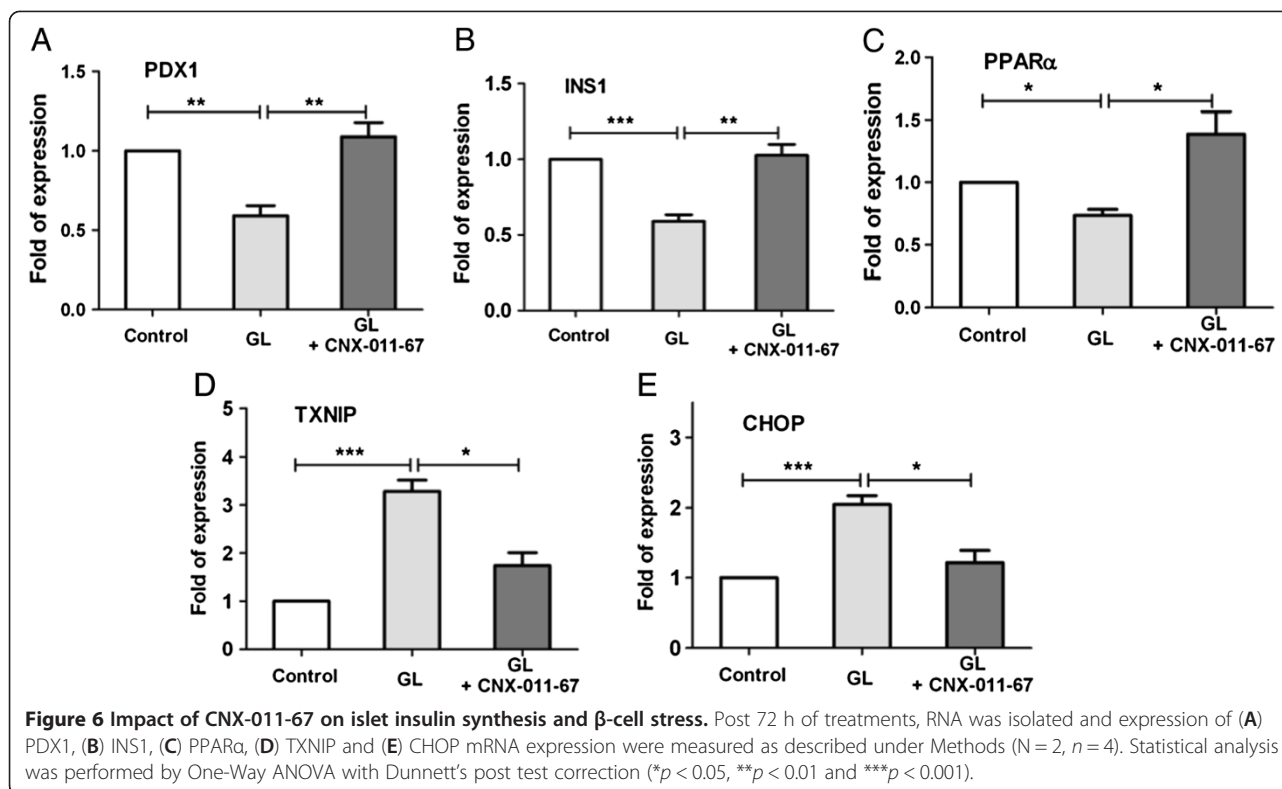 A
PDX1
Fold of expression
1.5
1.0
0.5
0.0
**
**
Control
GL
GL
+ CNX-011-67
B
INS1
Fold of expression
1.5
1.0
0.5
0.0
***
**
Control
GL
GL
+ CNX-011-67
C
PPARα
Fold of expression
2.0
1.5
1.0
0.5
0.0
*
*
Control
GL
GL
+ CNX-011-67
D
TXNIP
Fold of expression
5
4
3
2
1
0
***
*
Control
GL
GL
+ CNX-011-67
E
CHOP
Fold of expression
3
2
1
0
***
*
Control
GL
GL
+ CNX-011-67
Figure 6 Impact of CNX-011-67 on islet insulin synthesis and β-cell stress. Post 72 h of treatments, RNA was isolated and expression of (A)
PDX1, (B) INS1, (C) PPARα, (D) TXNIP and (E) CHOP mRNA expression were measured as described under Methods (N = 2, n = 4). Statistical analysis
was performed by One-Way ANOVA with Dunnett's post test correction (*p < 0.05, **p < 0.01 and ***p < 0.001).